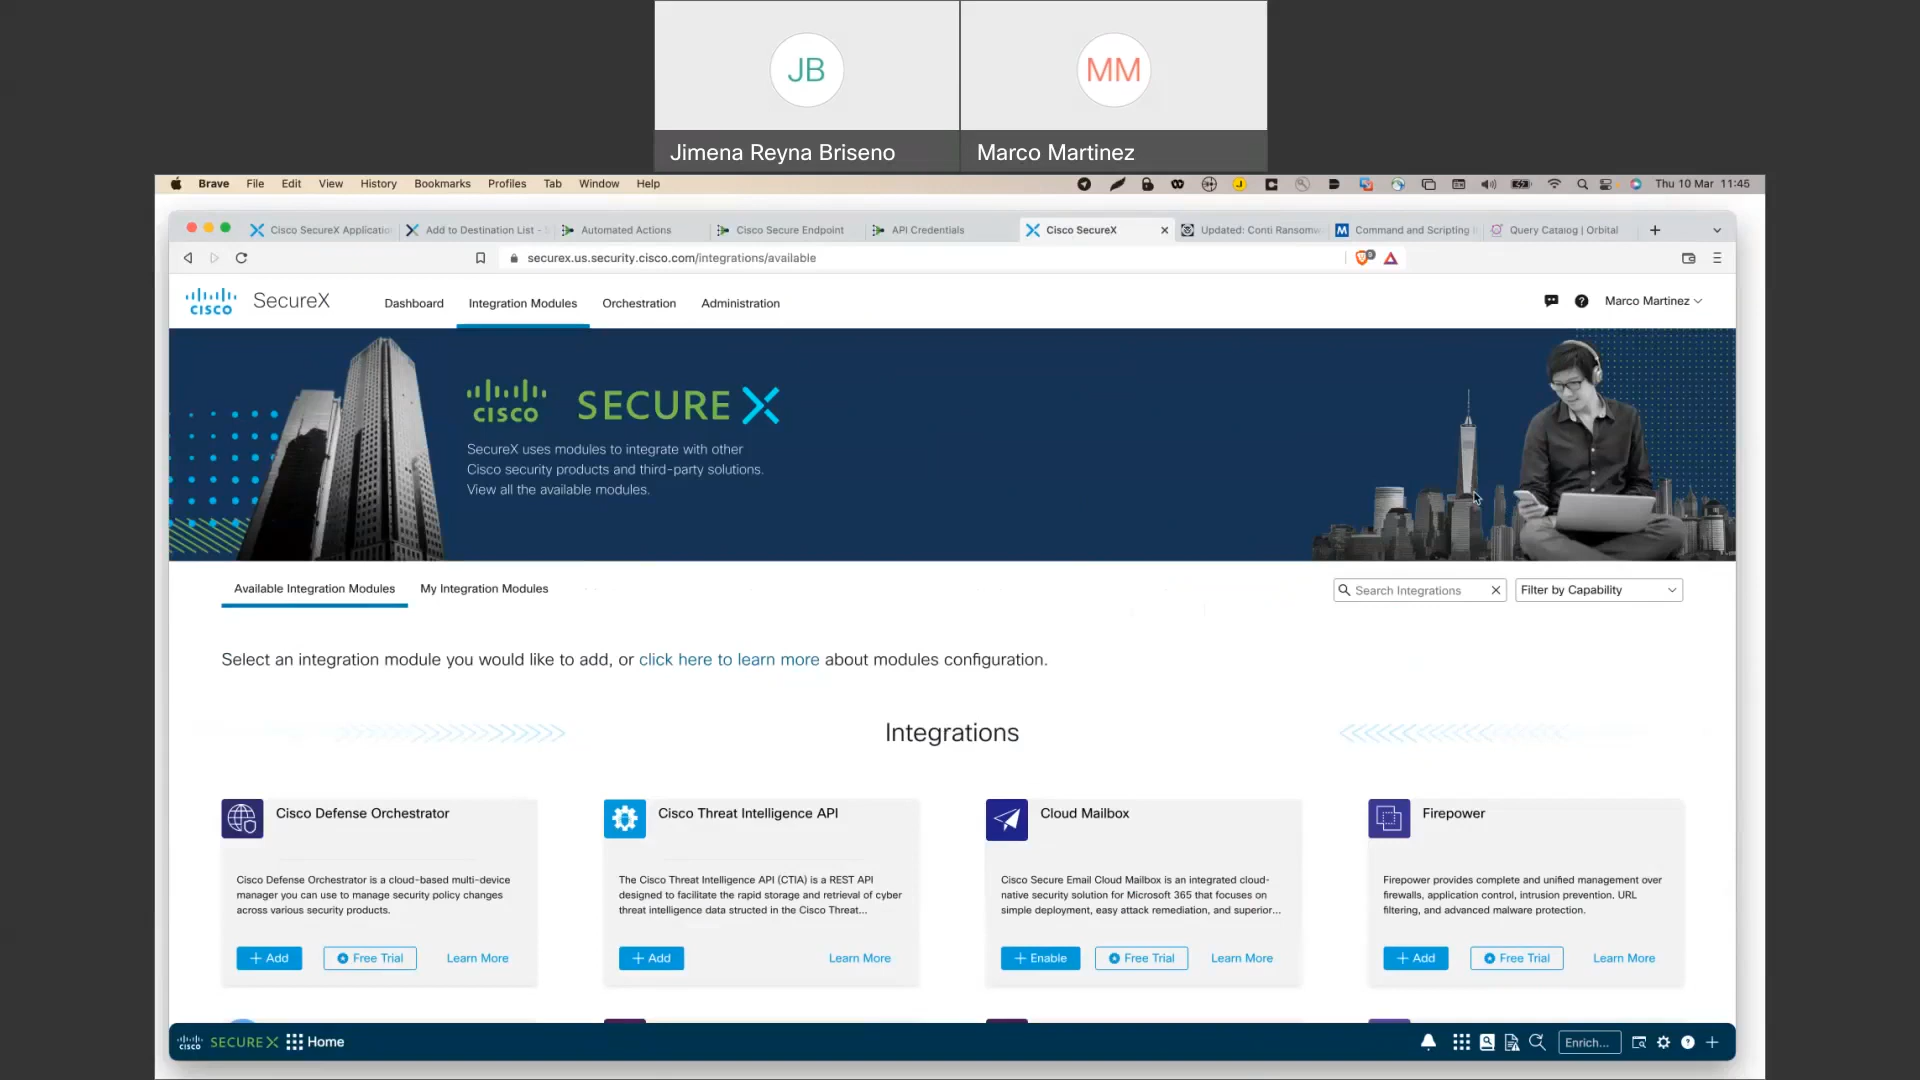 JB
MM
Jimena Reyna Briseno
Marco Martinez
Brave File Edit View History Bookmarks Profiles Tab Window Help
Thu 10 Mar 11:45
Cisco SecureX Applicatio
Add to Destination List -
Automated Actions
Cisco Secure Endpoint
API Credentials
Cisco SecureX
Updated: Conti Ransomw
Command and Scripting
Query Catalog | Orbital
securex.us.security.cisco.com/integrations/available
CISCO SecureX
Dashboard
Integration Modules
Orchestration
Administration
Marco Martinez
CISCO SECURE X
SecureX uses modules to integrate with other
Cisco security products and third-party solutions.
View all the available modules.
Available Integration Modules
My Integration Modules
Search Integrations
Filter by Capability
Select an integration module you would like to add, or click here to learn more about modules configuration.
Integrations
Cisco Defense Orchestrator
Cisco Defense Orchestrator is a cloud-based multi-device
manager you can use to manage security policy changes
across various security products.
+ Add
Free Trial
Learn More
Cisco Threat Intelligence API
The Cisco Threat Intelligence API (CTIA) is a REST API
designed to facilitate the rapid storage and retrieval of cyber
threat intelligence data structed in the Cisco Threat...
+ Add
Learn More
Cloud Mailbox
Cisco Secure Email Cloud Mailbox is an integrated cloud-
native security solution for Microsoft 365 that focuses on
simple deployment, easy attack remediation, and superior...
+ Enable
Free Trial
Learn More
Firepower
Firepower provides complete and unified management over
firewalls, application control, intrusion prevention. URL
filtering, and advanced malware protection.
+ Add
Free Trial
Learn More
CISCO SECURE X
Home
Enrich...